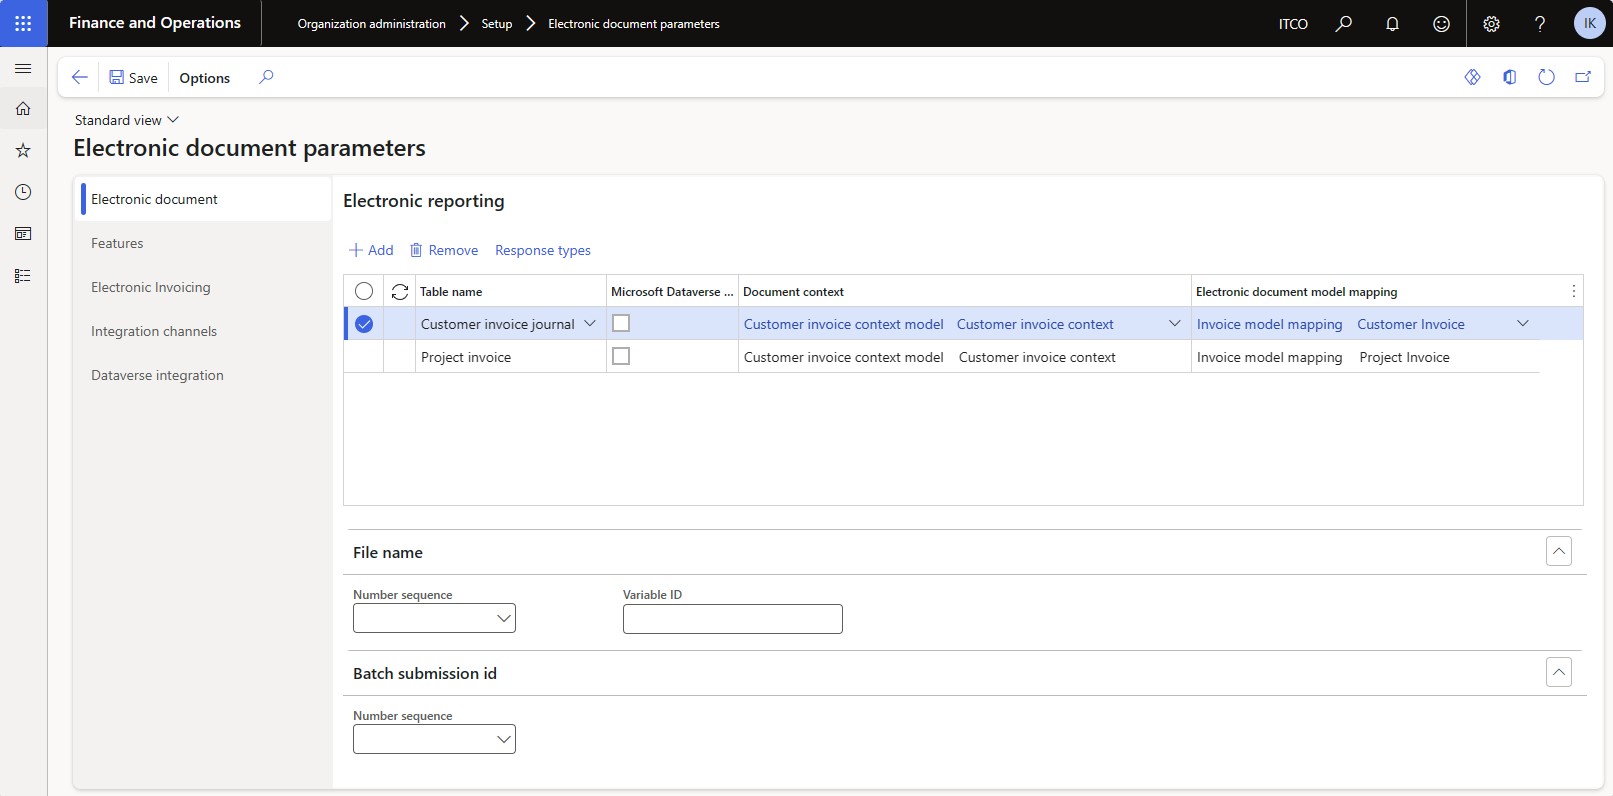 Finance and Operations
Organization administration > Setup > Electronic document parameters
ITCO
IK
Save
Options
Standard view
Electronic document parameters
Electronic document
Features
Electronic Invoicing
Integration channels
Dataverse integration
Electronic reporting
Add Remove Response types
Table name Microsoft Dataverse ... Document context Electronic document model mapping
Customer invoice journal Customer invoice context model Customer invoice context Invoice model mapping Customer Invoice
Project invoice Customer invoice context model Customer invoice context Invoice model mapping Project Invoice
File name
Number sequence Variable ID
Batch submission id
Number sequence